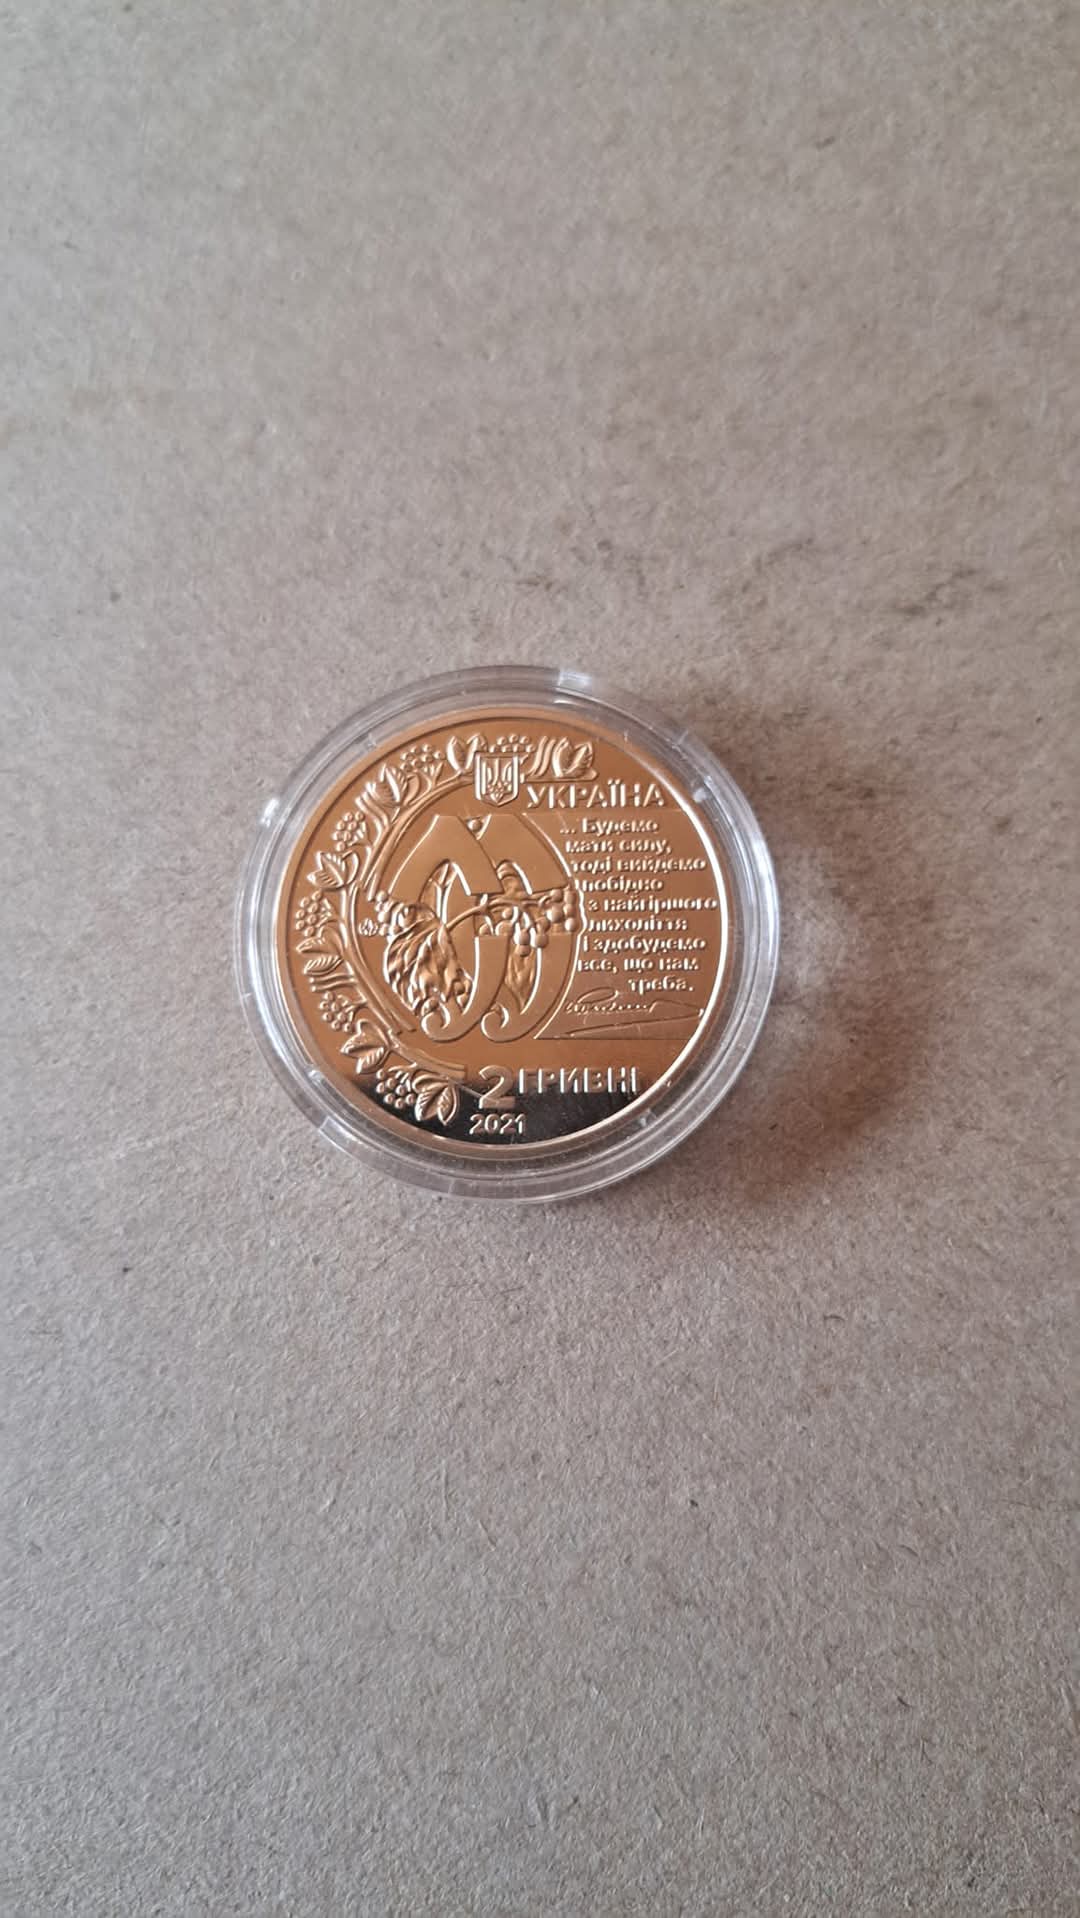 УКРАЇНА
... Будемо
мати силу,
тоді вийдемо
побідно
з найгіршого
лихоліття
і здобудемо
все, що нам
треба.
2 ГРИВНІ
2021